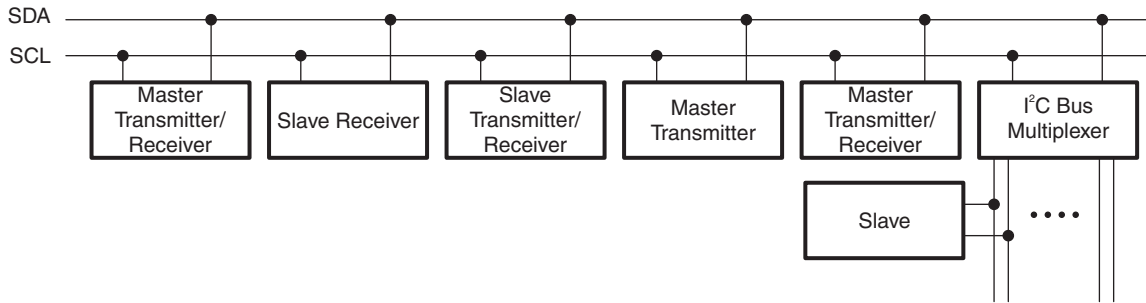 SDA
SCL
Master
Transmitter/
Receiver
Slave Receiver
Slave
Transmitter/
Receiver
Master
Transmitter
Master
Transmitter/
Receiver
I²C Bus
Multiplexer
Slave